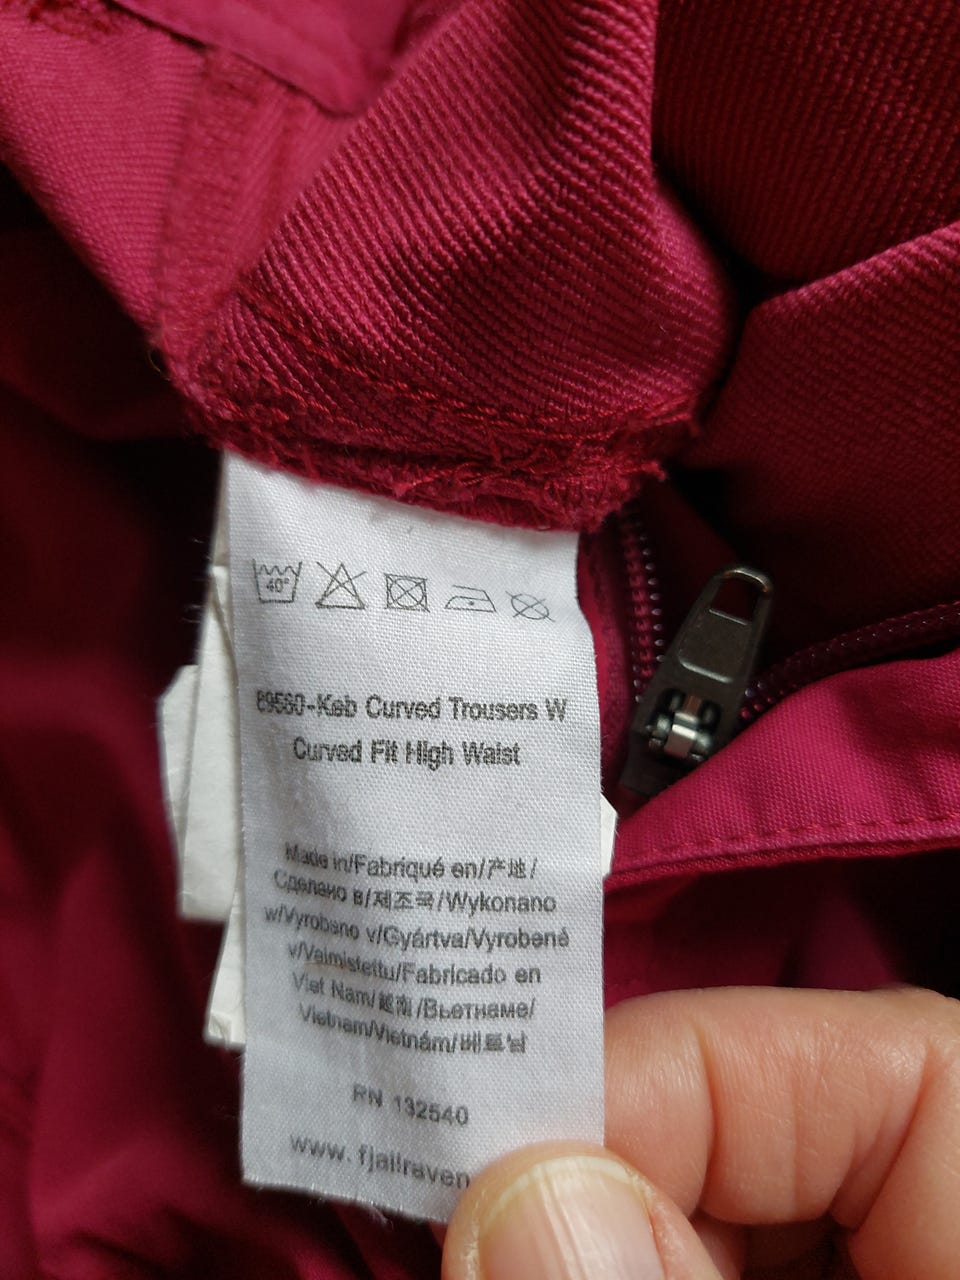 40°
89580-Keb Curved Trousers W
Curved Fit High Waist
Made in/Fabriqué en/产地/
Сделано в/제조국/Wykonano
w/Vyrobeno v/Gyártva/Vyrobené
v/Valmistettu/Fabricado en
Viet Nam/越南/Вьетнаме/
Vietnam/Vietnám/베트남
RN 132540
www.fjallraven